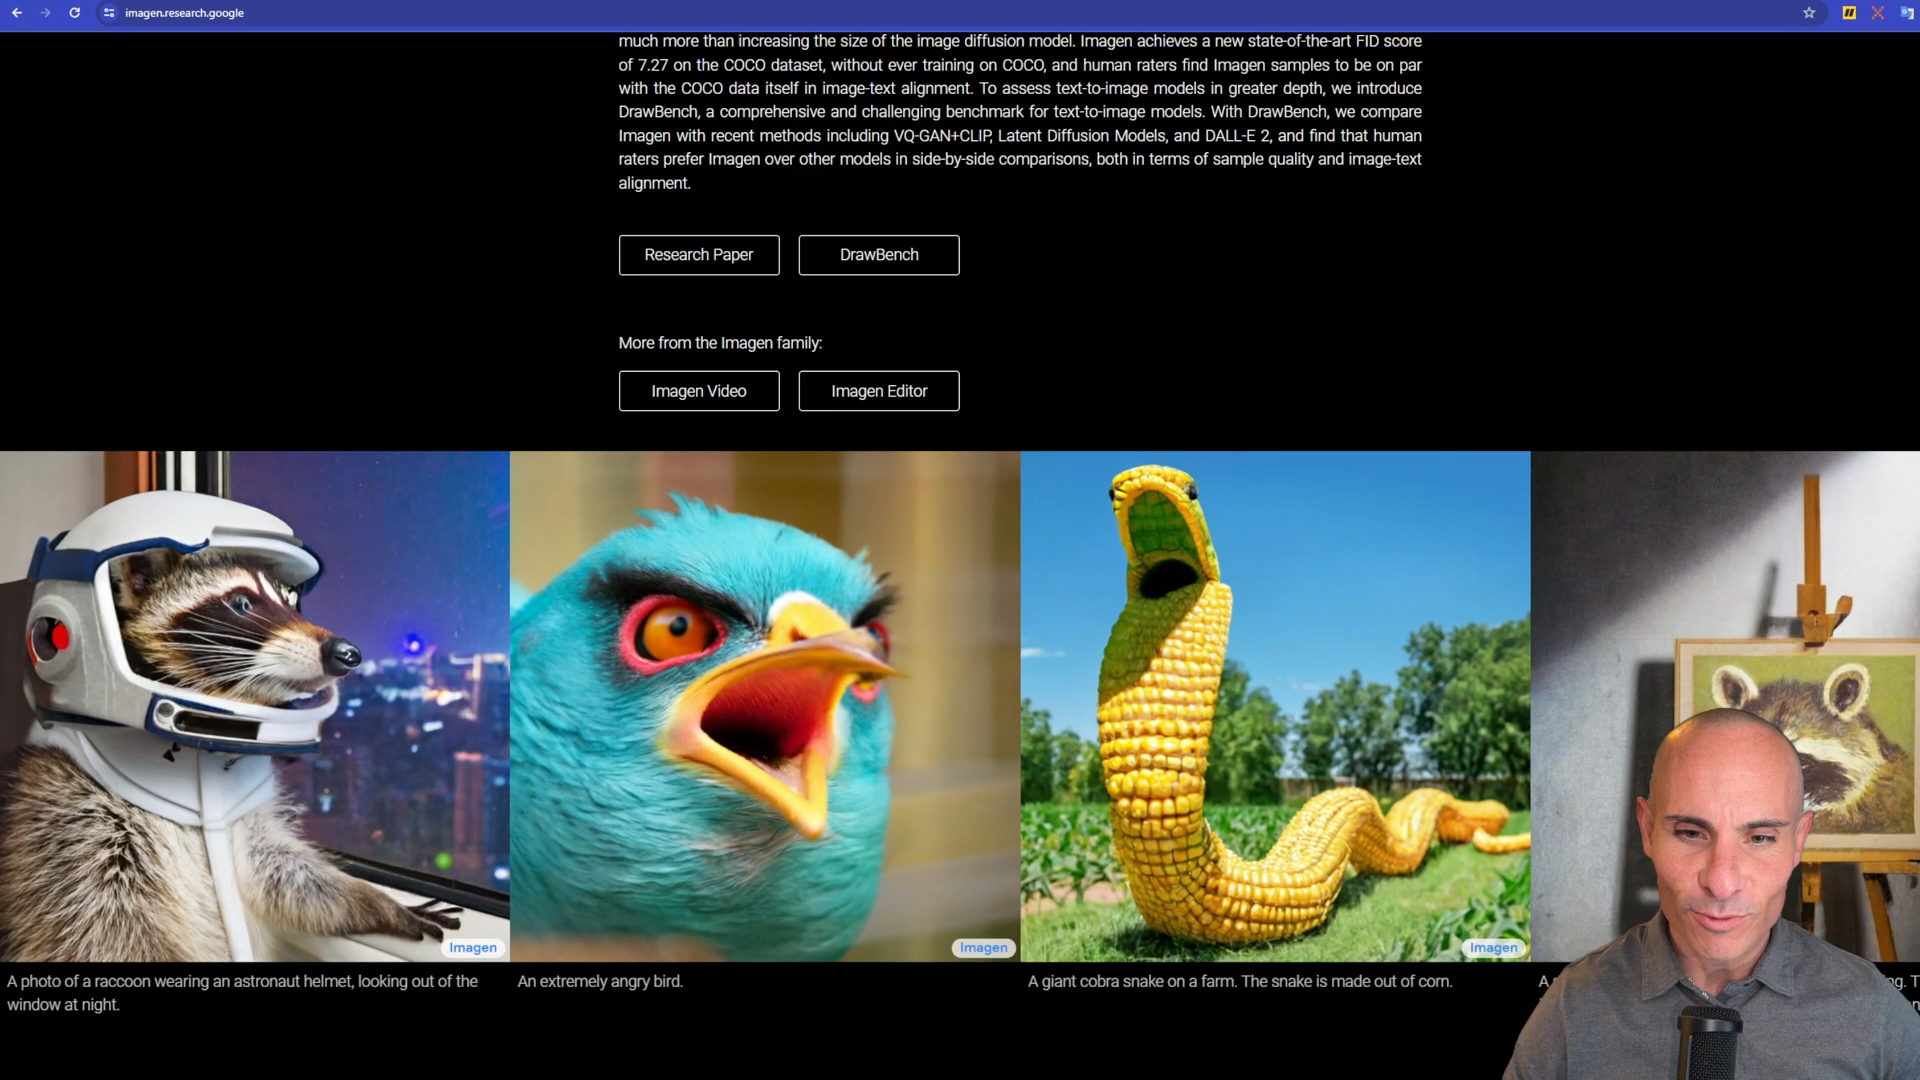 imagen.research.google
much more than increasing the size of the image diffusion model. Imagen achieves a new state-of-the-art FID score
of 7.27 on the COCO dataset, without ever training on COCO, and human raters find Imagen samples to be on par
with the COCO data itself in image-text alignment. To assess text-to-image models in greater depth, we introduce
DrawBench, a comprehensive and challenging benchmark for text-to-image models. With DrawBench, we compare
Imagen with recent methods including VQ-GAN+CLIP, Latent Diffusion Models, and DALL-E 2, and find that human
raters prefer Imagen over other models in side-by-side comparisons, both in terms of sample quality and image-text
alignment.
Research Paper DrawBench
More from the Imagen family:
Imagen Video Imagen Editor
Imagen Imagen Imagen
A photo of a raccoon wearing an astronaut helmet, looking out of the
window at night.
An extremely angry bird.
A giant cobra snake on a farm. The snake is made out of corn.
A